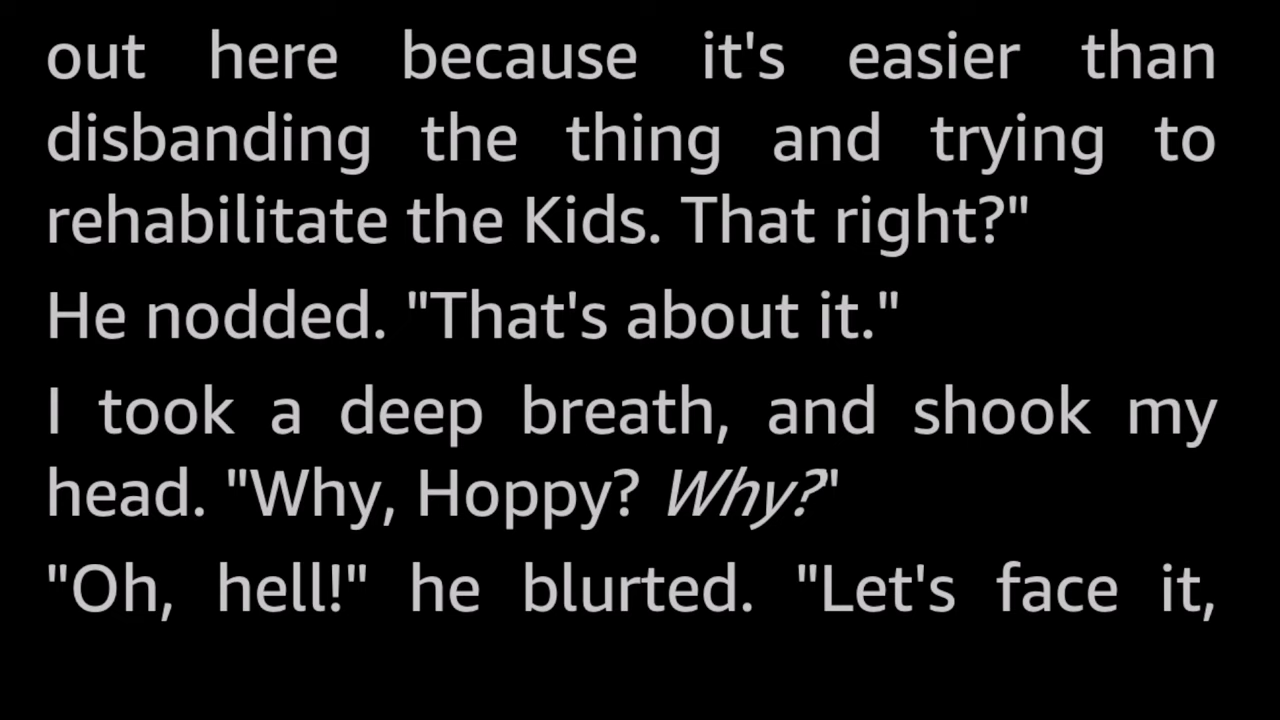 out here because it's easier than
disbanding the thing and trying to
rehabilitate the Kids. That right?"
He nodded. "That's about it."
I took a deep breath, and shook my
head. "Why, Hoppy? Why?'
"Oh, hell!" he blurted. "Let's face it,